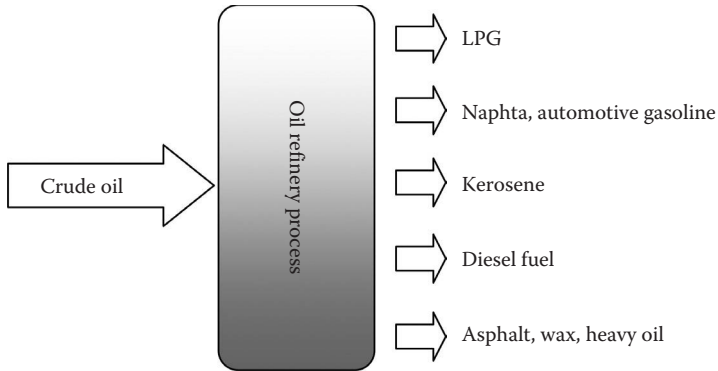 Crude oil
Oil refinery process
LPG
Naphta, automotive gasoline
Kerosene
Diesel fuel
Asphalt, wax, heavy oil